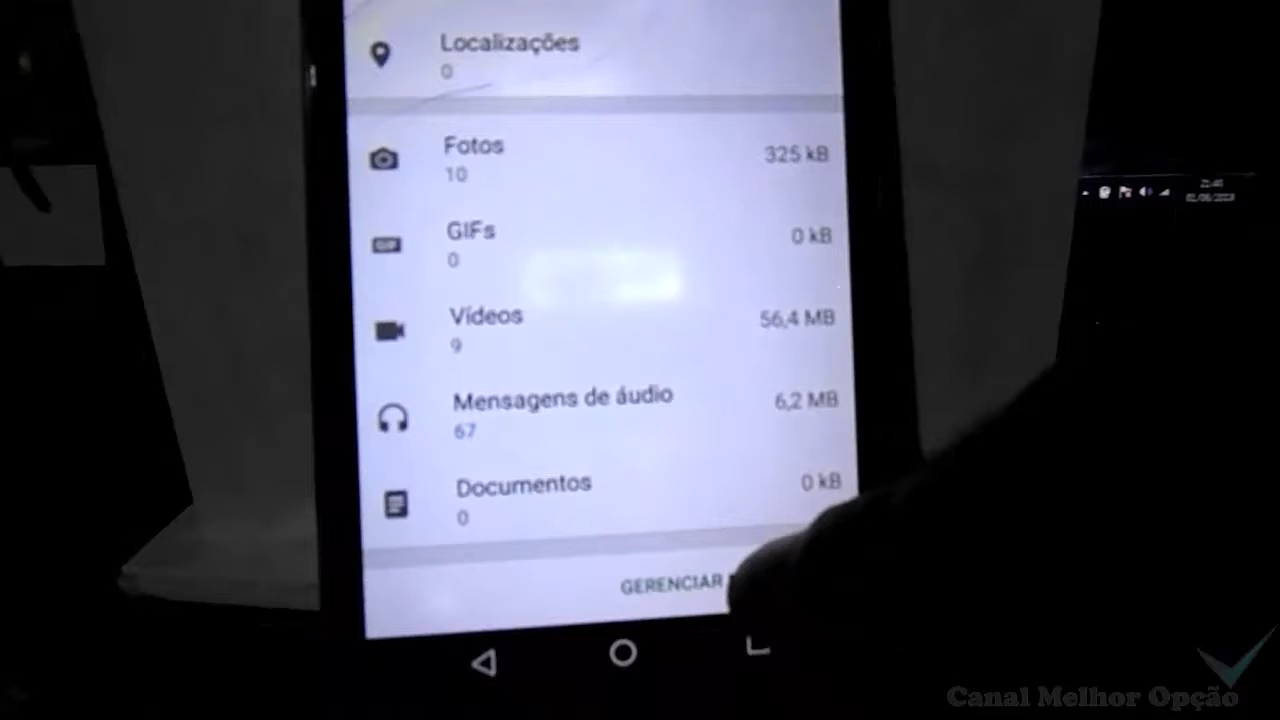 Localizações
0
Fotos
325 kB
10
GIFs
0 kB
0
GIF
Vídeos
56,4 MB
9
Mensagens de áudio
6,2 MB
67
Documentos
0 kB
0
GERENCIAR
Canal Melhor Opção